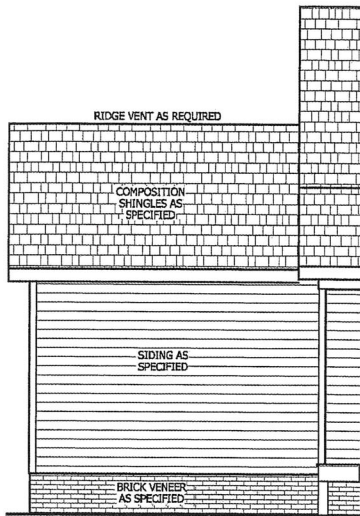 RIDGE VENT AS REQUIRED
COMPOSITION
SHINGLES AS
SPECIFIED
SIDING AS
SPECIFIED
BRICK VENEER
AS SPECIFIED